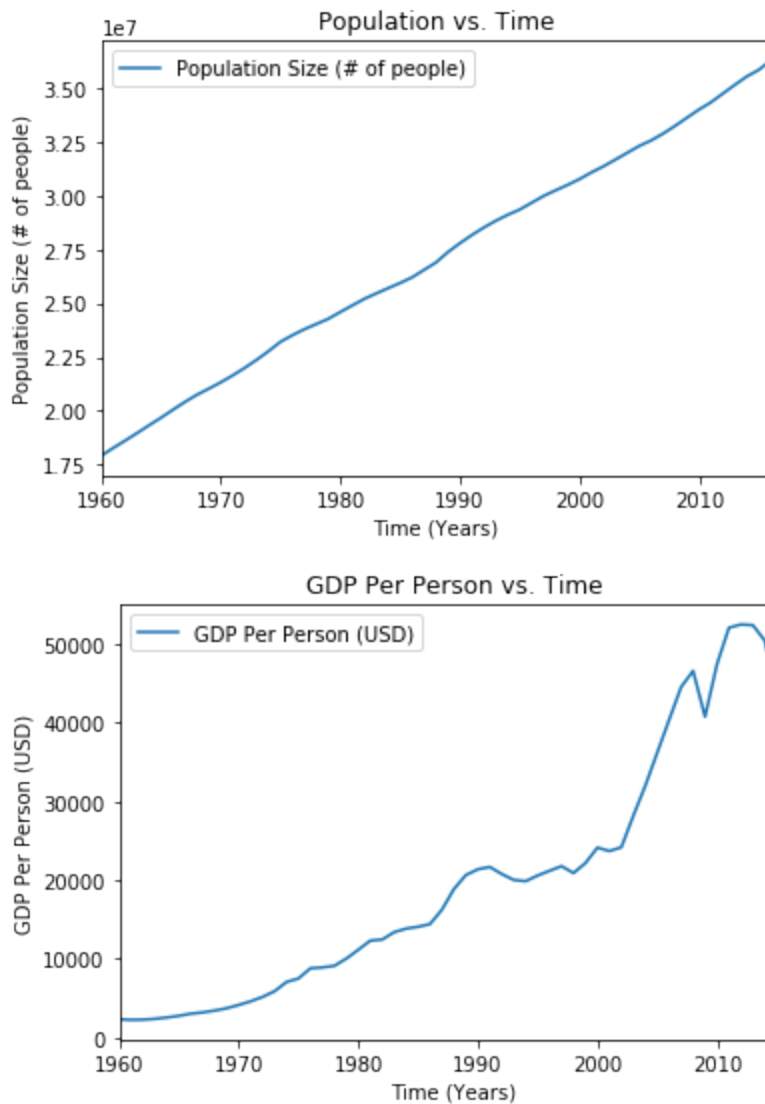 Population vs. Time
1e7
Population Size (# of people)
3.50
3.25
3.00
2.75
2.50
2.25
2.00
1.75
Population Size (# of people)
1960 1970 1980 1990 2000 2010
Time (Years)
GDP Per Person vs. Time
GDP Per Person (USD)
50000
40000
30000
20000
10000
0
GDP Per Person (USD)
1960 1970 1980 1990 2000 2010
Time (Years)